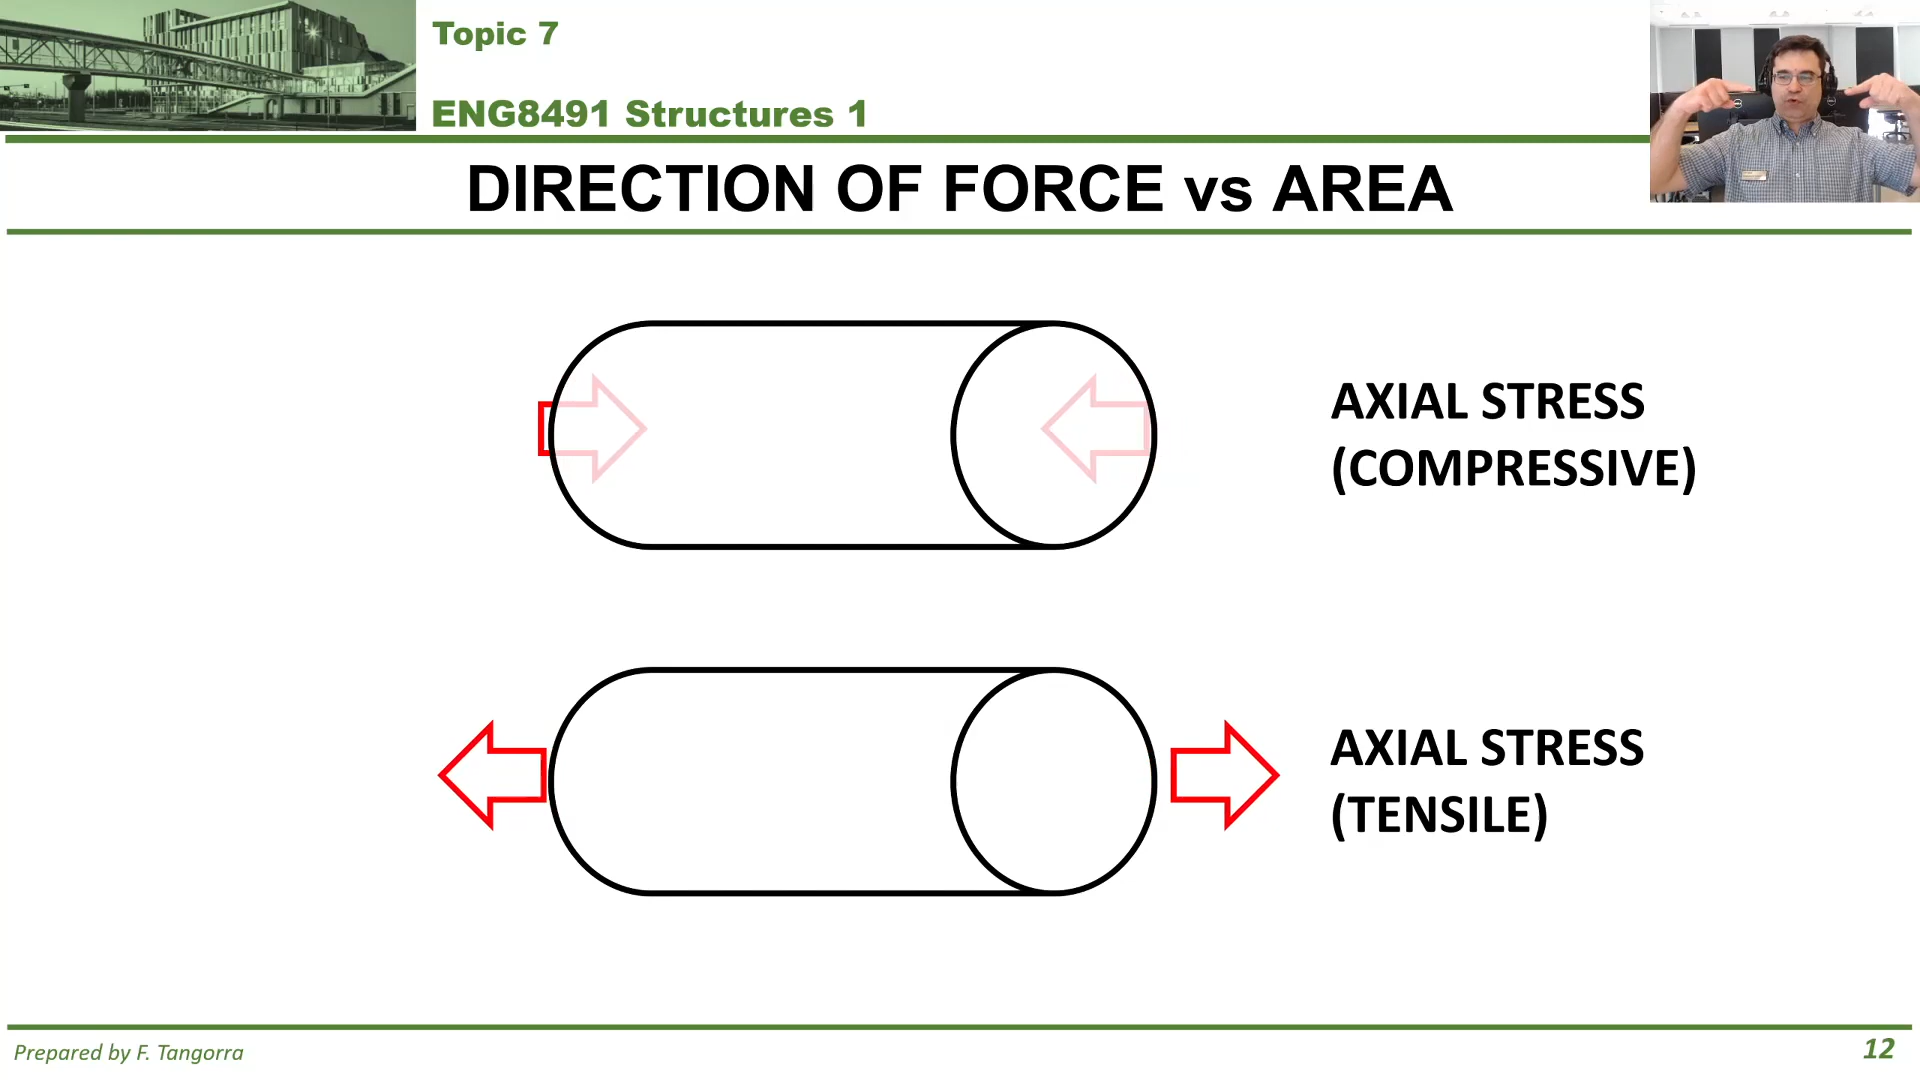 Topic 7
ENG8491 Structures 1
DIRECTION OF FORCE vs AREA
AXIAL STRESS
(COMPRESSIVE)
AXIAL STRESS
(TENSILE)
Prepared by F. Tangorra
12